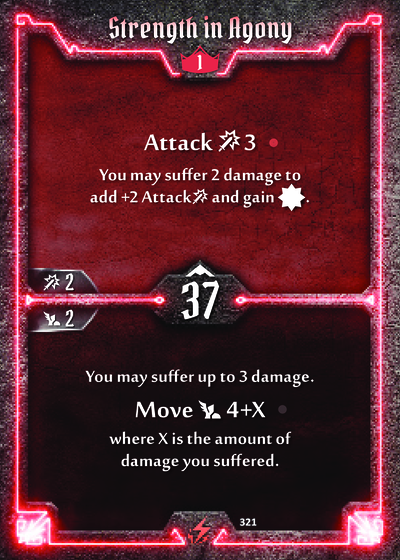 Strength in Agony
1
Attack 3
You may suffer 2 damage to
add +2 Attack and gain .
2
37
2
You may suffer up to 3 damage.
Move 4+X
where X is the amount of
damage you suffered.
321